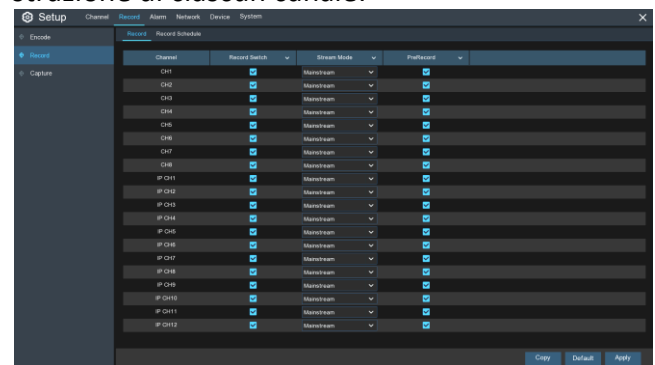 Setup Channel Record Alarm Network Device System
Encode Record Record Schedule
Record Channel Record Switch Stream Mode PreRecord
Capture CH1 Mainstream
CH2 Mainstream
CH3 Mainstream
CH4 Mainstream
CH5 Mainstream
CH6 Mainstream
CH7 Mainstream
CH8 Mainstream
IP CH1 Mainstream
IP CH2 Mainstream
IP CH3 Mainstream
IP CH4 Mainstream
IP CH5 Mainstream
IP CH6 Mainstream
IP CH7 Mainstream
IP CH8 Mainstream
IP CH9 Mainstream
IP CH10 Mainstream
IP CH11 Mainstream
IP CH12 Mainstream
Copy Default Apply